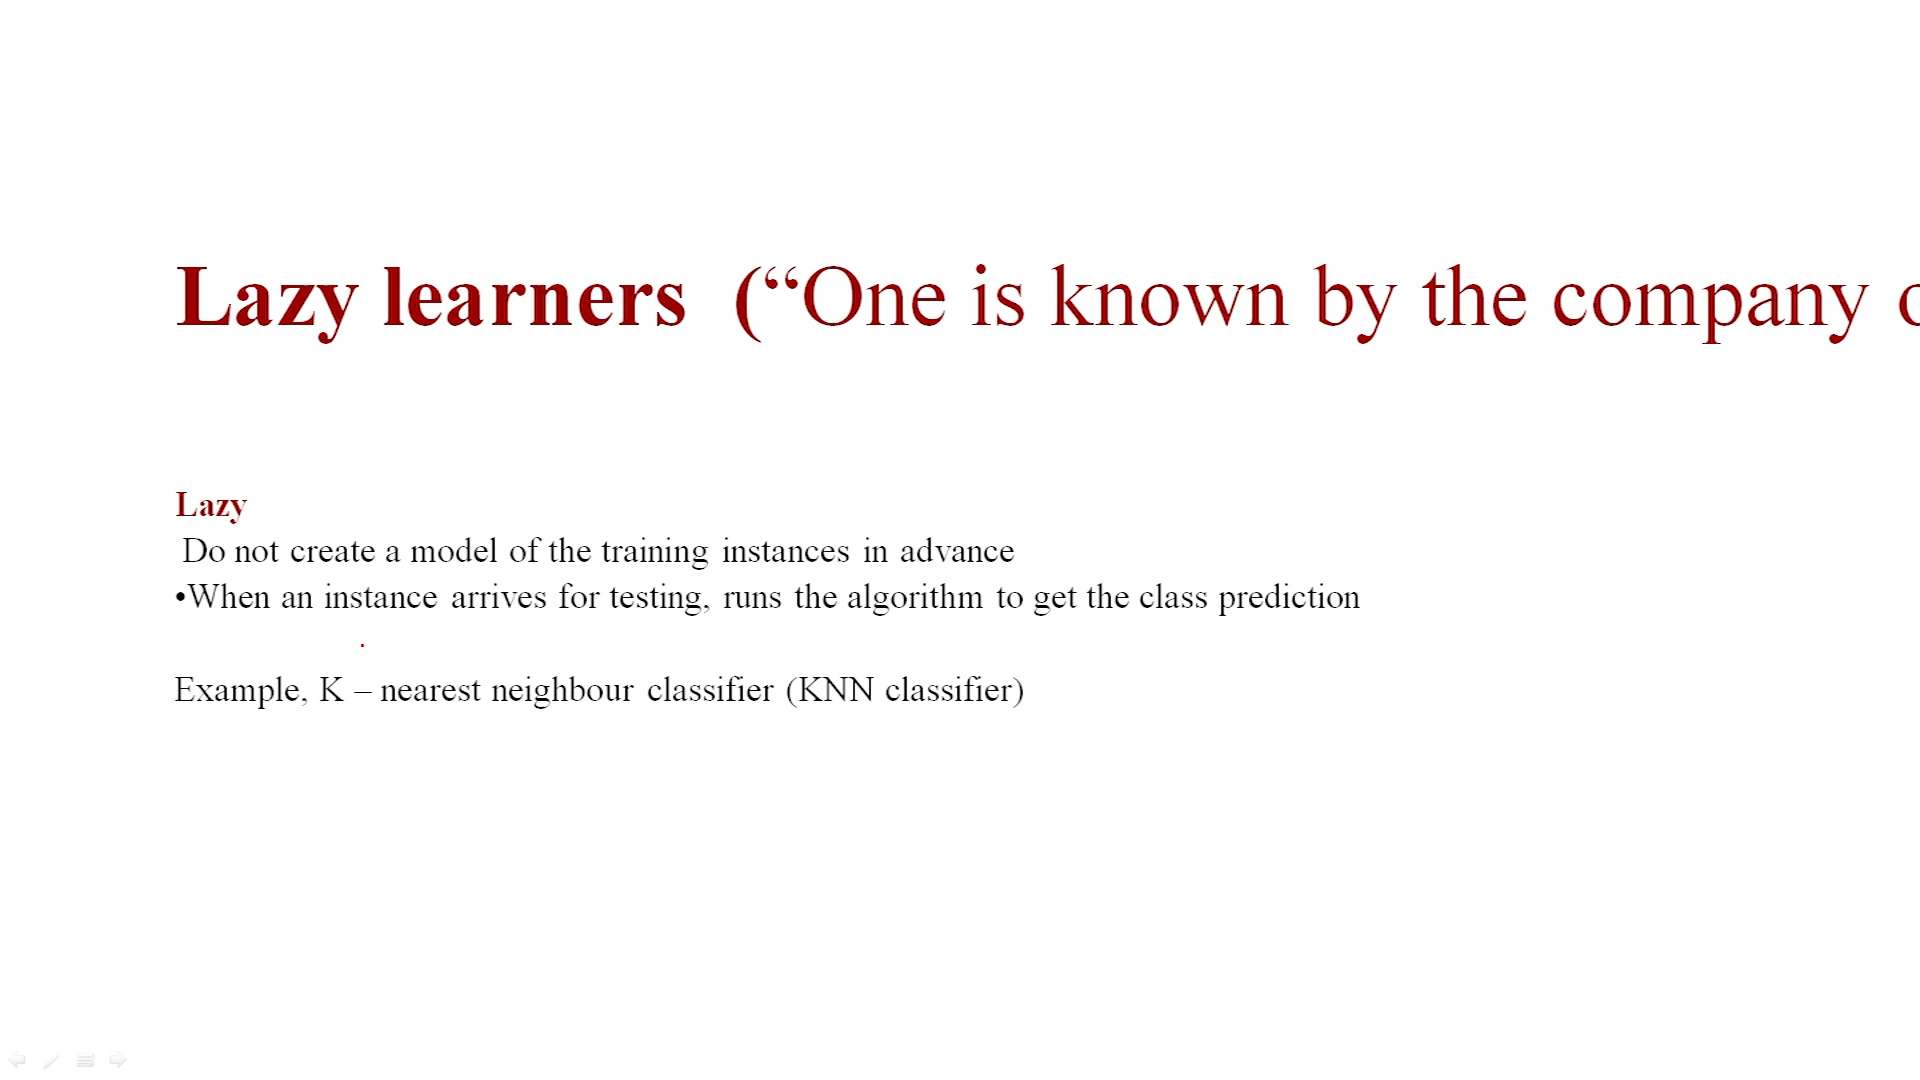 Lazy learners (“One is known by the company
Lazy
Do not create a model of the training instances in advance
•When an instance arrives for testing, runs the algorithm to get the class prediction
Example, K – nearest neighbour classifier (KNN classifier)